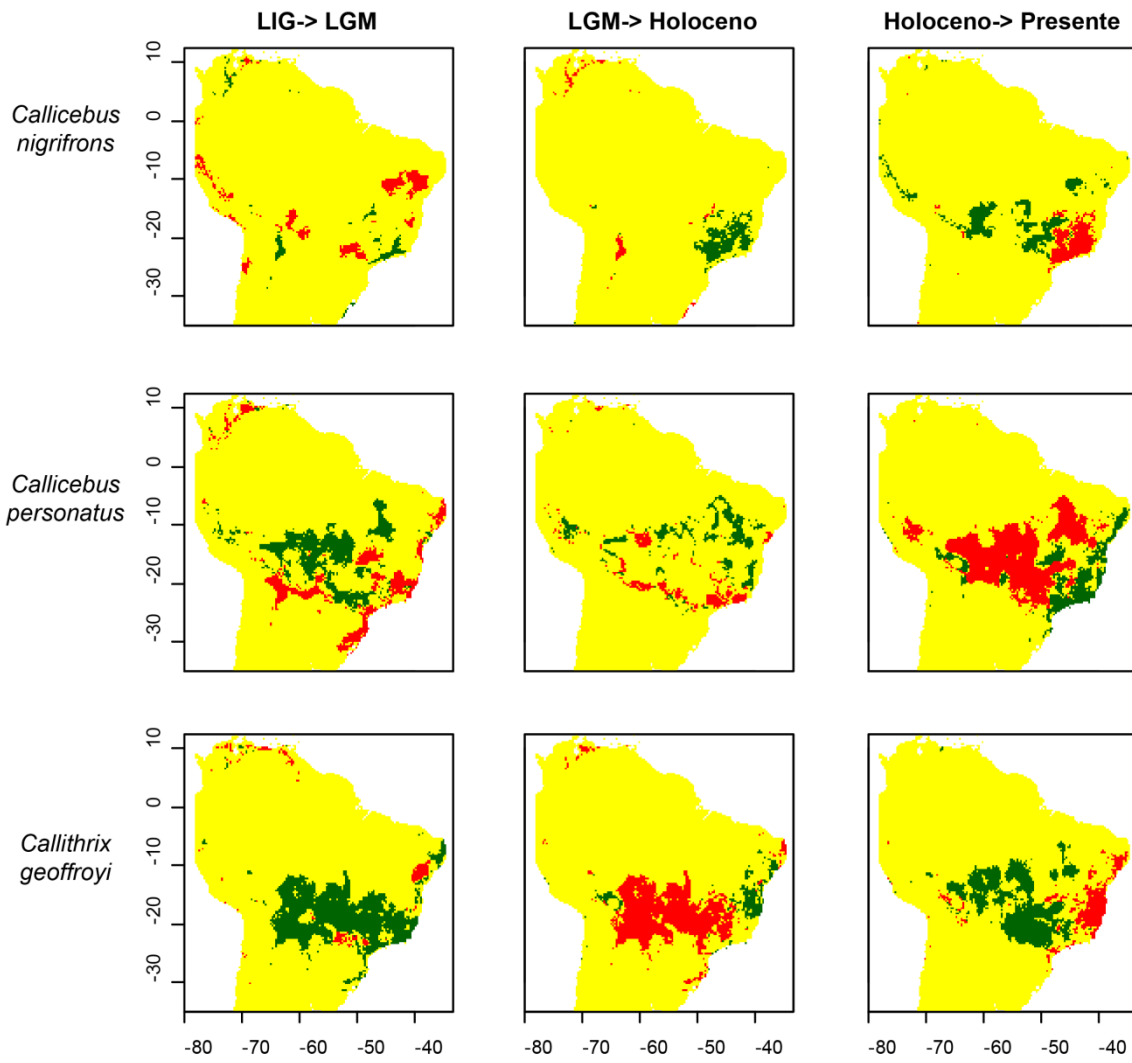 LIG-> LGM
LGM-> Holoceno
Holoceno-> Presente
Callicebus
nigrifrons
10
0
-10
-20
-30
Callicebus
personatus
10
0
-10
-20
-30
Callithrix
geoffroyi
10
0
-10
-20
-30
-80 -70 -60 -50 -40
-80 -70 -60 -50 -40
-80 -70 -60 -50 -40